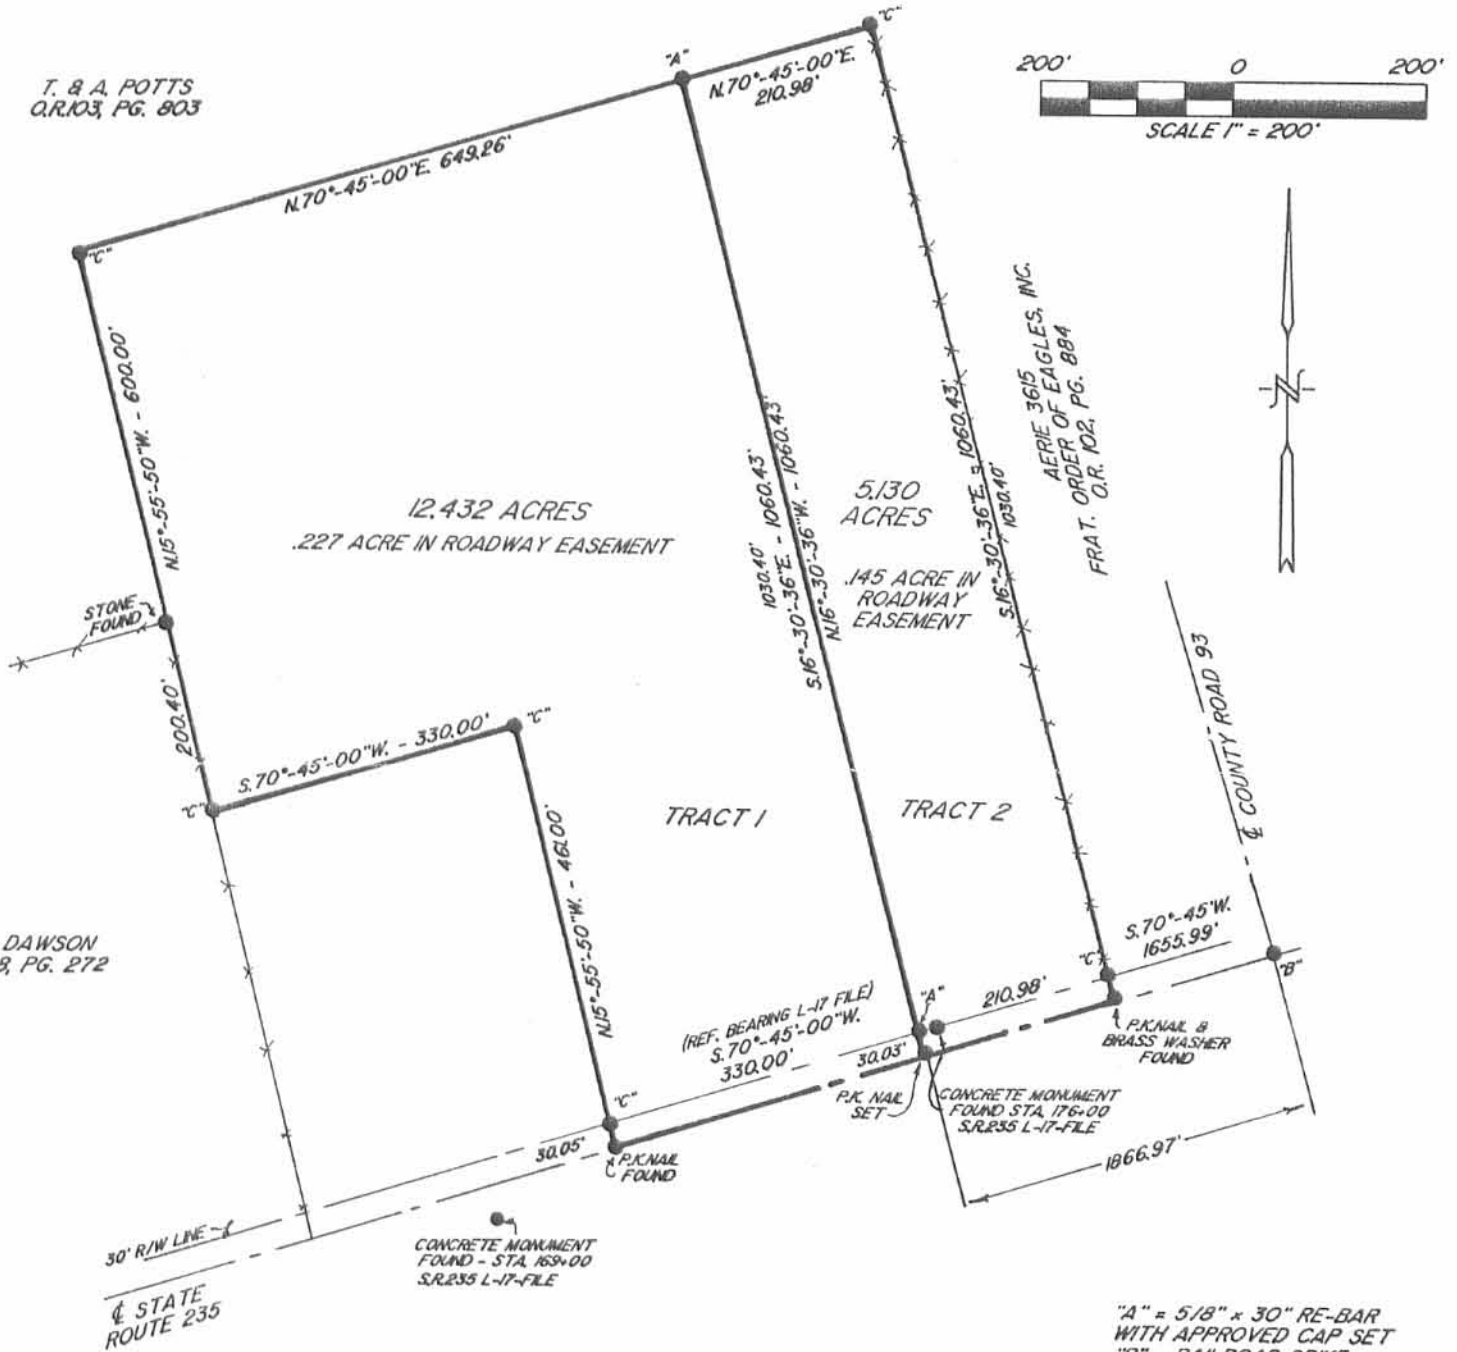 T. & A. POTTS
O.R.103, PG. 803
"A"
"C"
N.70°-45'-00"E.
210.98'
200' 0 200'
SCALE 1" = 200'
N.70°-45'-00"E. 649.26'
"C"
N.15°-55'-50"W. - 600.00'
AERIE 3615
FRAT. ORDER OF EAGLES, INC.
O.R. 102, PG. 884
N
12.432 ACRES
.227 ACRE IN ROADWAY EASEMENT
1030.40'
S.16°-30'-36"E. - 1060.43'
N.16°-30'-36"W. - 1060.43'
5.130
ACRES
.145 ACRE IN
ROADWAY
EASEMENT
S.16°-30'-36"E. = 1060.43'
1030.40'
STONE
FOUND
200.40'
"C"
S.70°-45'-00"W. - 330.00'
"C"
TRACT 1
TRACT 2
℄ COUNTY ROAD 93
N.15°-55'-50"W. - 461.00'
DAWSON
PG. 272
S.70°-45'W.
1655.99'
"C"
"B"
(REF. BEARING L-17 FILE)
S.70°-45'-00"W.
330.00'
"A"
210.98'
30.03'
P.K.NAIL &
BRASS WASHER
FOUND
P.K. NAIL
SET
CONCRETE MONUMENT
FOUND STA. 176+00
S.R.235 L-17-FILE
"C"
30.05'
P.K.NAIL
FOUND
1866.97'
30' R/W LINE
CONCRETE MONUMENT
FOUND - STA. 169+00
S.R.235 L-17-FILE
℄ STATE
ROUTE 235
"A" = 5/8" x 30" RE-BAR
WITH APPROVED CAP SET